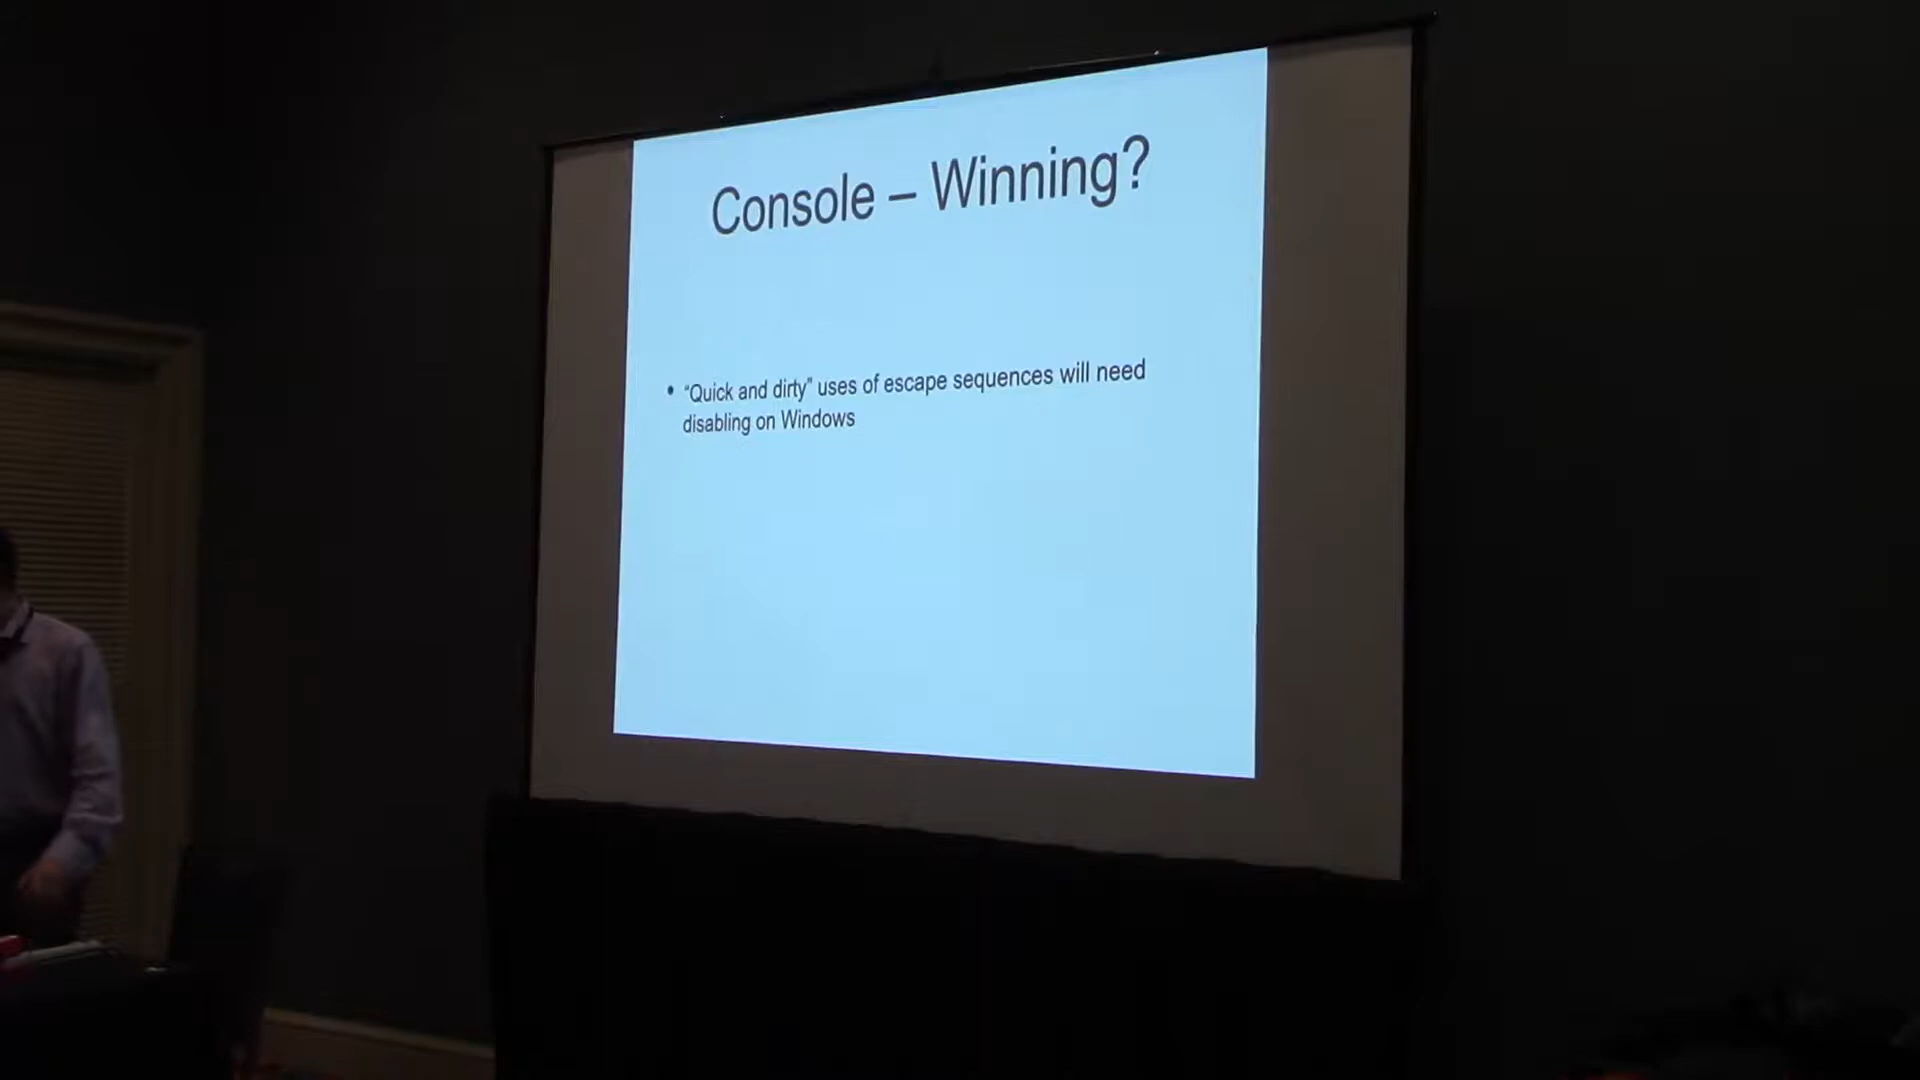 Console – Winning?
• “Quick and dirty” uses of escape sequences will need
disabling on Windows